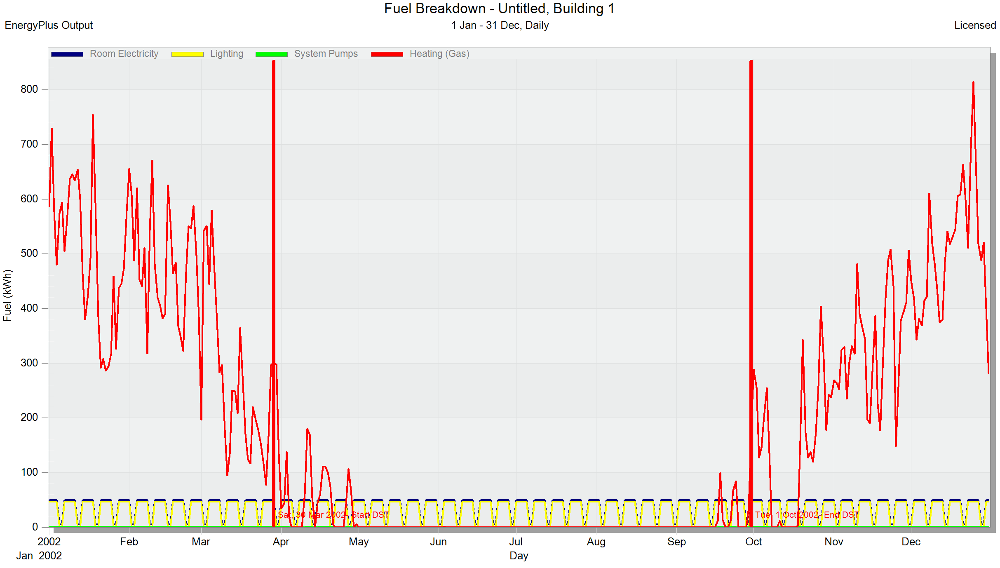 Fuel Breakdown - Untitled, Building 1
EnergyPlus Output
1 Jan - 31 Dec, Daily
Licensed
Room Electricity
Lighting
System Pumps
Heating (Gas)
800
700
600
500
400
300
200
100
0
Fuel (kWh)
Sat, 30 Mar 2002- Start DST
Tue, 1 Oct 2002- End DST
2002 Feb Mar Apr May Jun Jul Aug Sep Oct Nov Dec
Jan 2002
Day